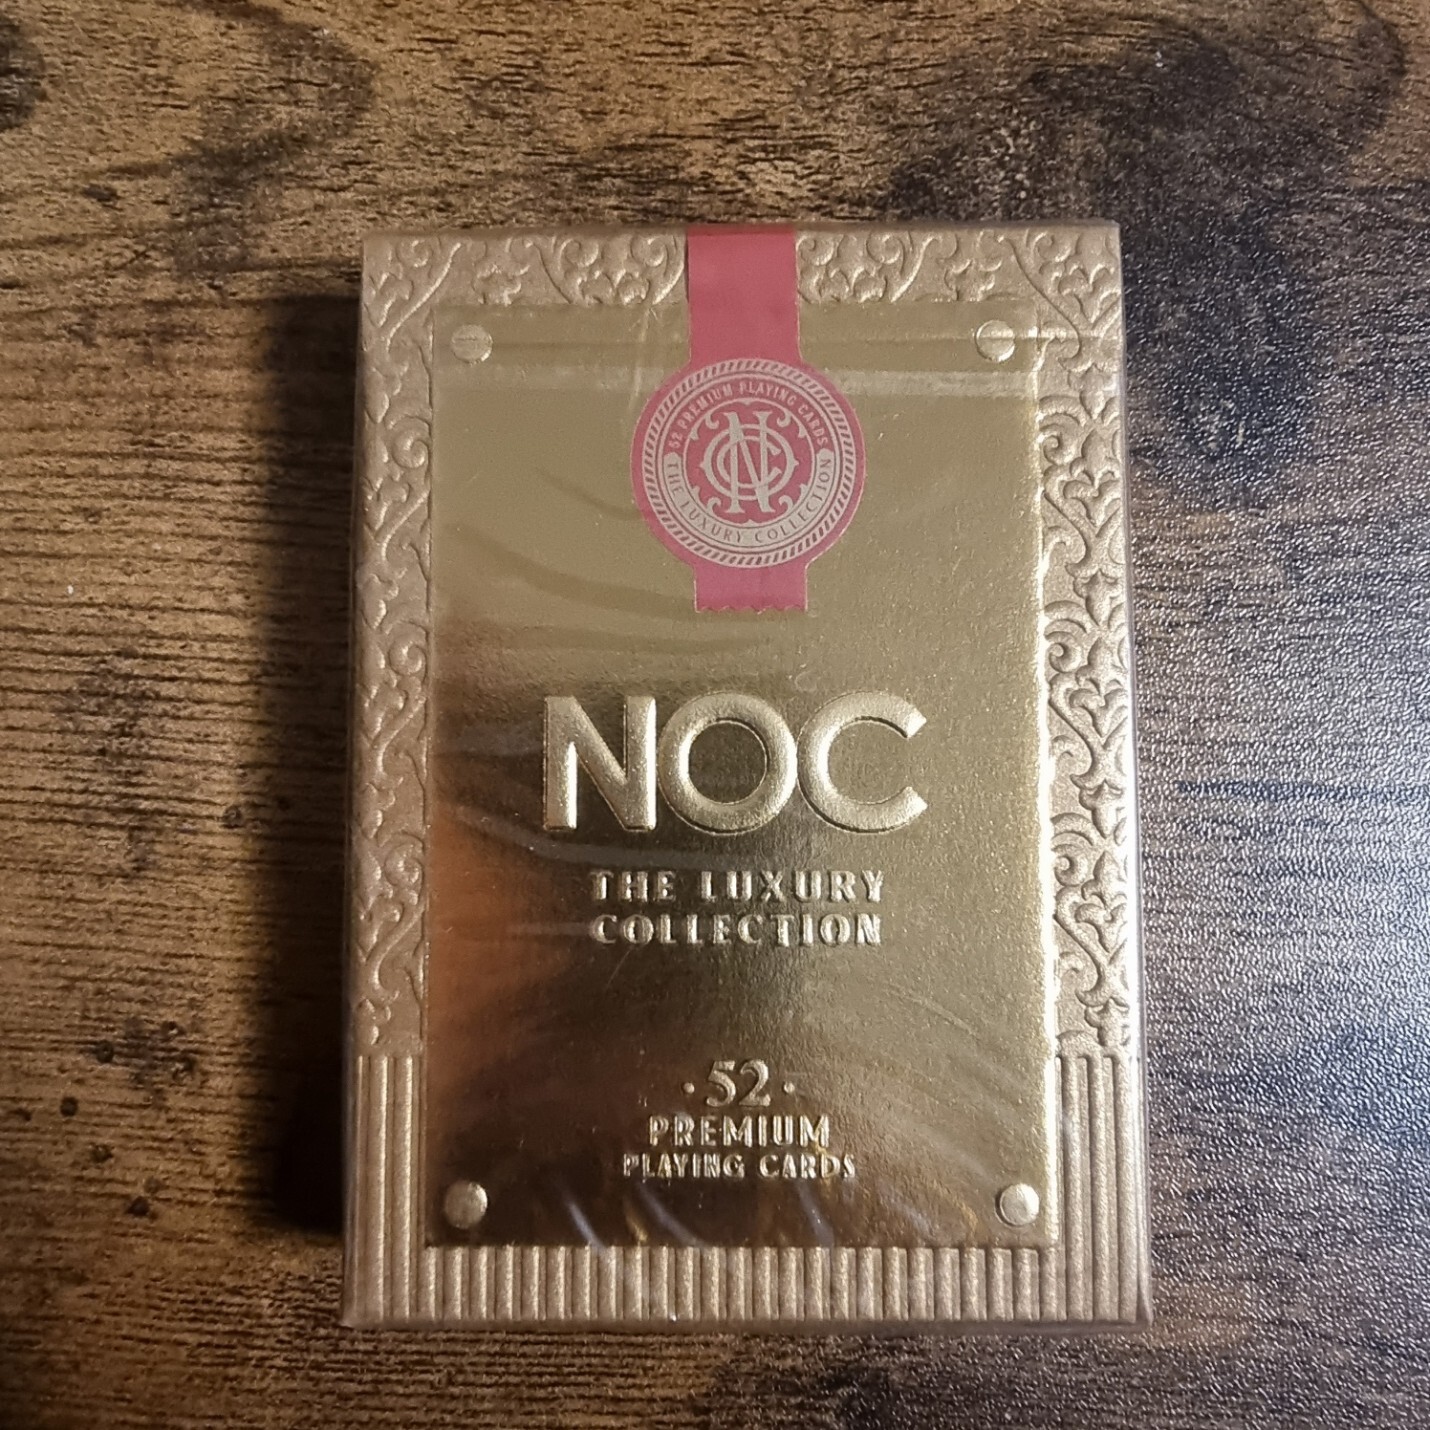 52 PREMIUM PLAYING CARDS
NOC
THE LUXURY COLLECTION
NOC
THE LUXURY
COLLECTION
·52·
PREMIUM
PLAYING CARDS